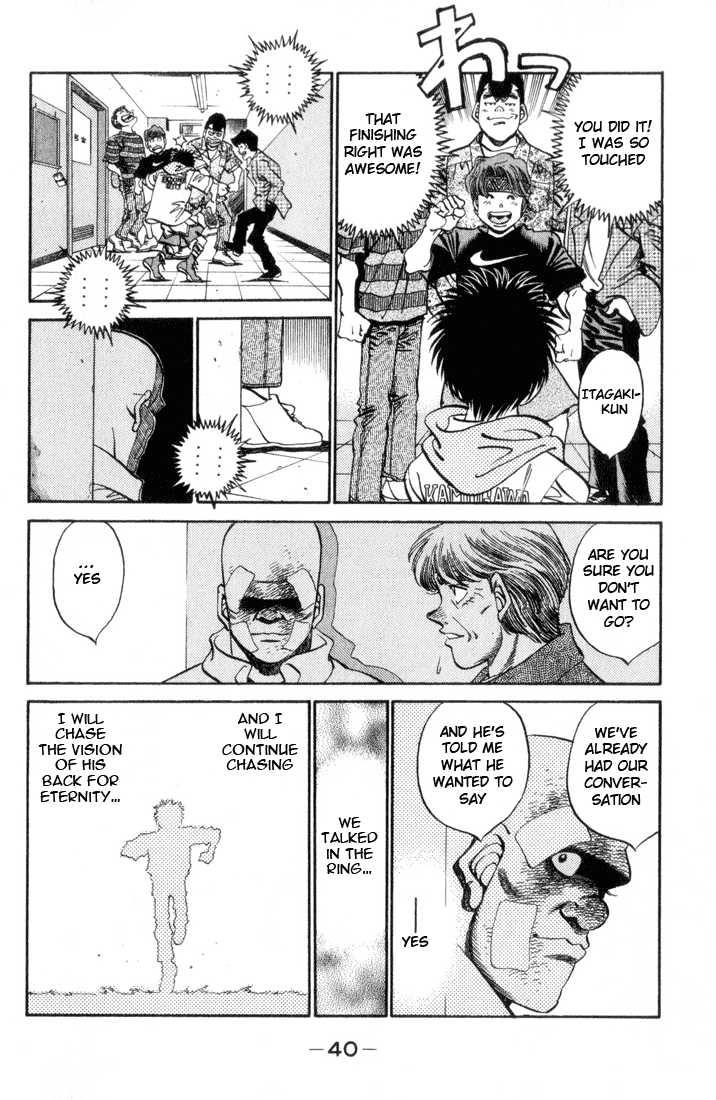 わっ
YOU DID IT!
I WAS SO
TOUCHED
THAT
FINISHING
RIGHT WAS
AWESOME!
ITAGAKI-
KUN
ARE YOU
SURE YOU
DON'T
WANT TO
GO?
...
YES
WE'VE
ALREADY
HAD OUR
CONVER-
SATION
AND HE'S
TOLD ME
WHAT HE
WANTED TO
SAY
YES
WE
TALKED
IN THE
RING...
AND I
WILL
CONTINUE
CHASING
I WILL
CHASE
THE VISION
OF HIS
BACK FOR
ETERNITY...
—40—